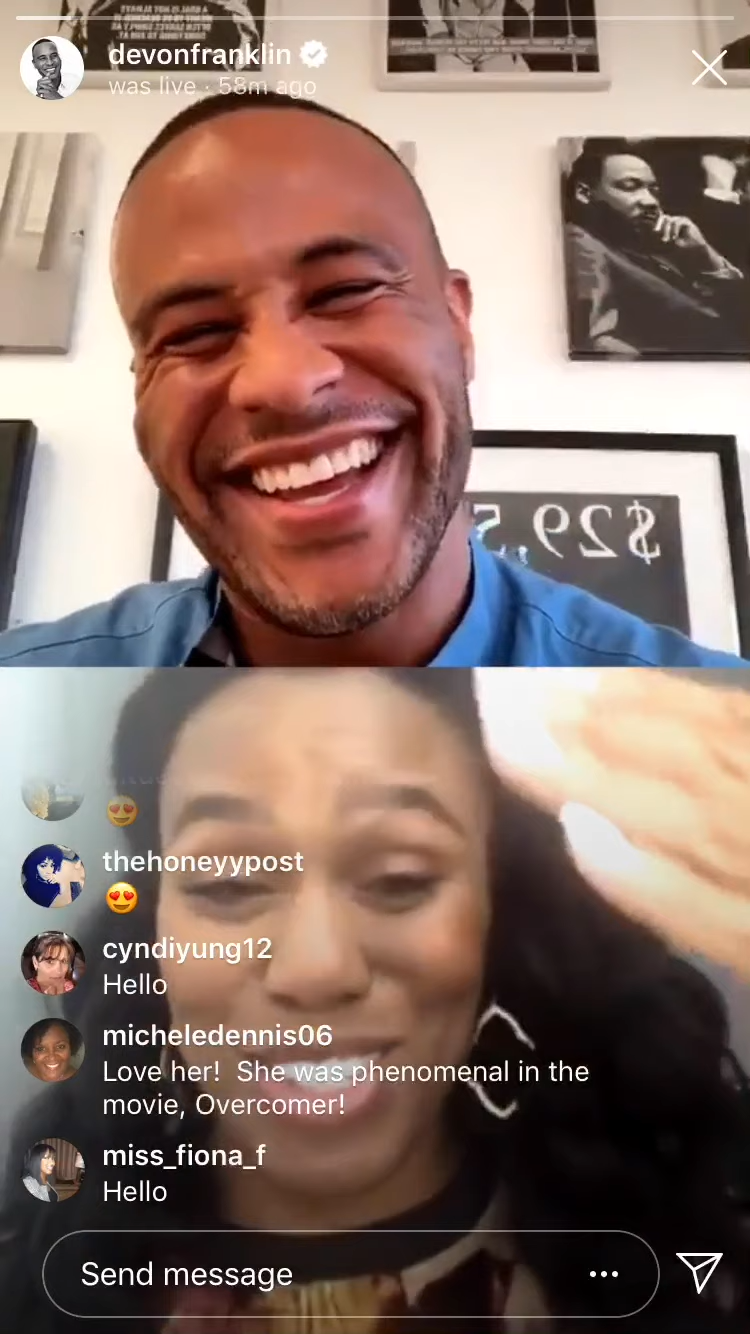 devonfranklin
was live · 58m ago
thehoneyypost
😍
cyndiyung12
Hello
micheledennis06
Love her!  She was phenomenal in the
movie, Overcomer!
miss_fiona_f
Hello
Send message